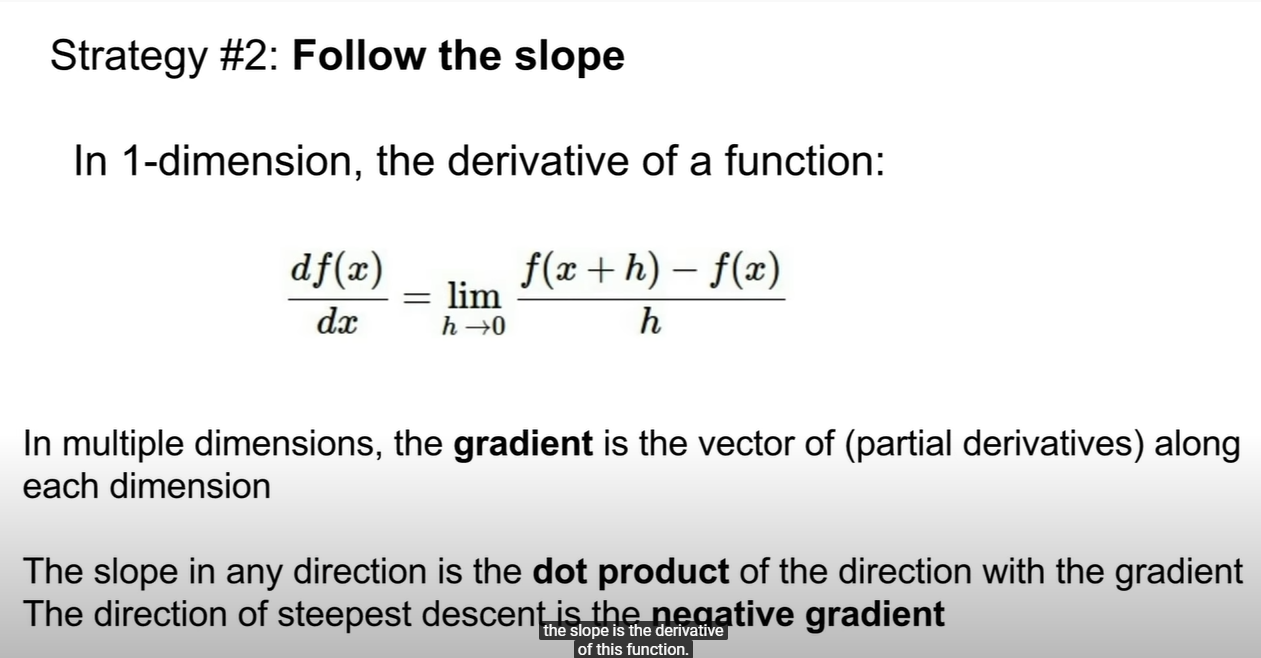 Strategy #2: Follow the slope
In 1-dimension, the derivative of a function:
df(x)/dx = lim h→0 f(x + h) − f(x) / h
In multiple dimensions, the gradient is the vector of (partial derivatives) along
each dimension
The slope in any direction is the dot product of the direction with the gradient
The direction of steepest descent is the negative gradient
the slope is the derivative
of this function.